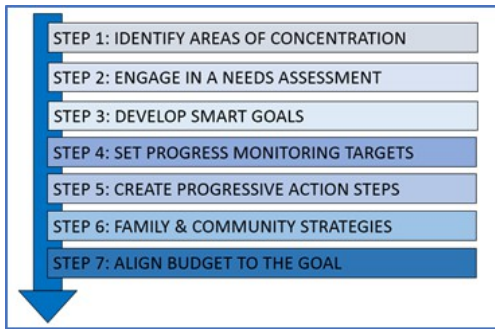 STEP 1: IDENTIFY AREAS OF CONCENTRATION
STEP 2: ENGAGE IN A NEEDS ASSESSMENT
STEP 3: DEVELOP SMART GOALS
STEP 4: SET PROGRESS MONITORING TARGETS
STEP 5: CREATE PROGRESSIVE ACTION STEPS
STEP 6: FAMILY & COMMUNITY STRATEGIES
STEP 7: ALIGN BUDGET TO THE GOAL